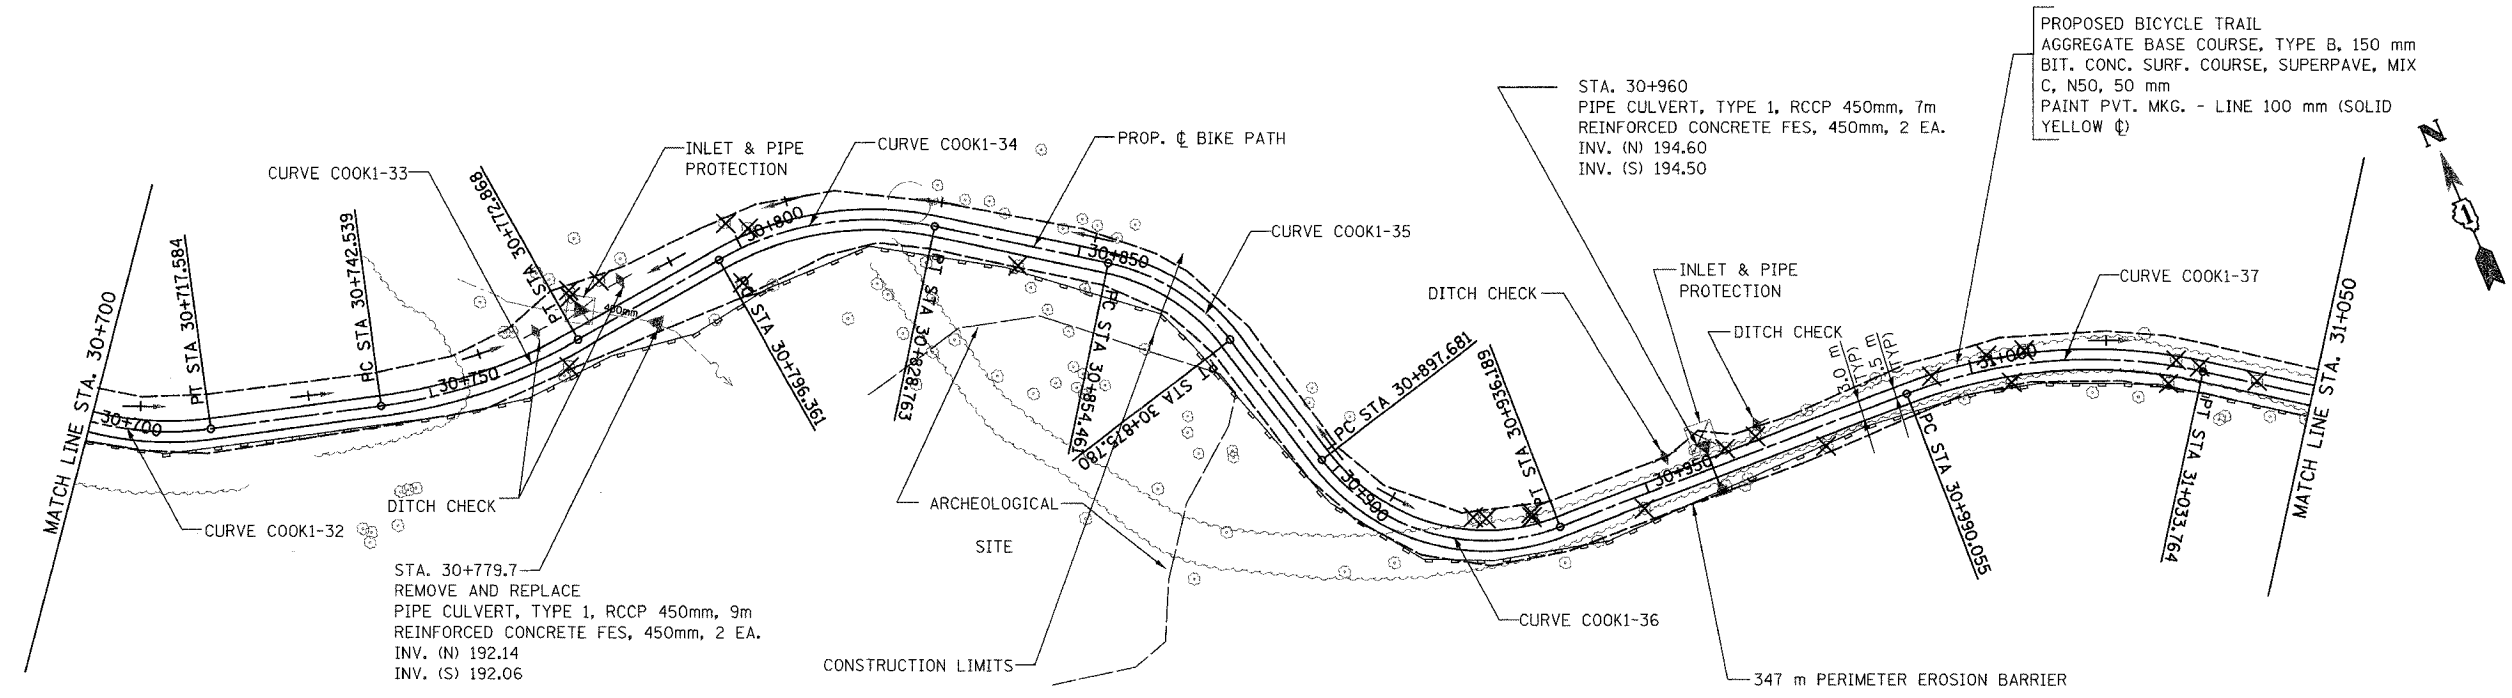 PROPOSED BICYCLE TRAIL
AGGREGATE BASE COURSE, TYPE B, 150 mm
BIT. CONC. SURF. COURSE, SUPERPAVE, MIX
C, N50, 50 mm
PAINT PVT. MKG. - LINE 100 mm (SOLID
YELLOW ℄)
STA. 30+960
PIPE CULVERT, TYPE 1, RCCP 450mm, 7m
REINFORCED CONCRETE FES, 450mm, 2 EA.
INV. (N) 194.60
INV. (S) 194.50
N
1
INLET & PIPE
PROTECTION
CURVE COOK1-34
PROP. ℄ BIKE PATH
CURVE COOK1-33
CURVE COOK1-35
INLET & PIPE
PROTECTION
CURVE COOK1-37
DITCH CHECK
DITCH CHECK
MATCH LINE STA. 30+700
PT STA 30+717.584
PC STA 30+742.539
PT STA 30+772.868
PC STA 30+796.361
PT STA 30+828.763
PC STA 30+854.461
PT STA 30+875.780
PC STA 30+897.681
PT STA 30+936.189
PC STA 30+990.055
PT STA 31+033.764
MATCH LINE STA. 31+050
30+700
30+750
30+800
30+850
30+900
30+950
31+000
3.0 m
(TYP)
1.5 m
(TYP)
DITCH CHECK
CURVE COOK1-32
ARCHEOLOGICAL
SITE
STA. 30+779.7
REMOVE AND REPLACE
PIPE CULVERT, TYPE 1, RCCP 450mm, 9m
REINFORCED CONCRETE FES, 450mm, 2 EA.
INV. (N) 192.14
INV. (S) 192.06
CONSTRUCTION LIMITS
CURVE COOK1-36
347 m PERIMETER EROSION BARRIER